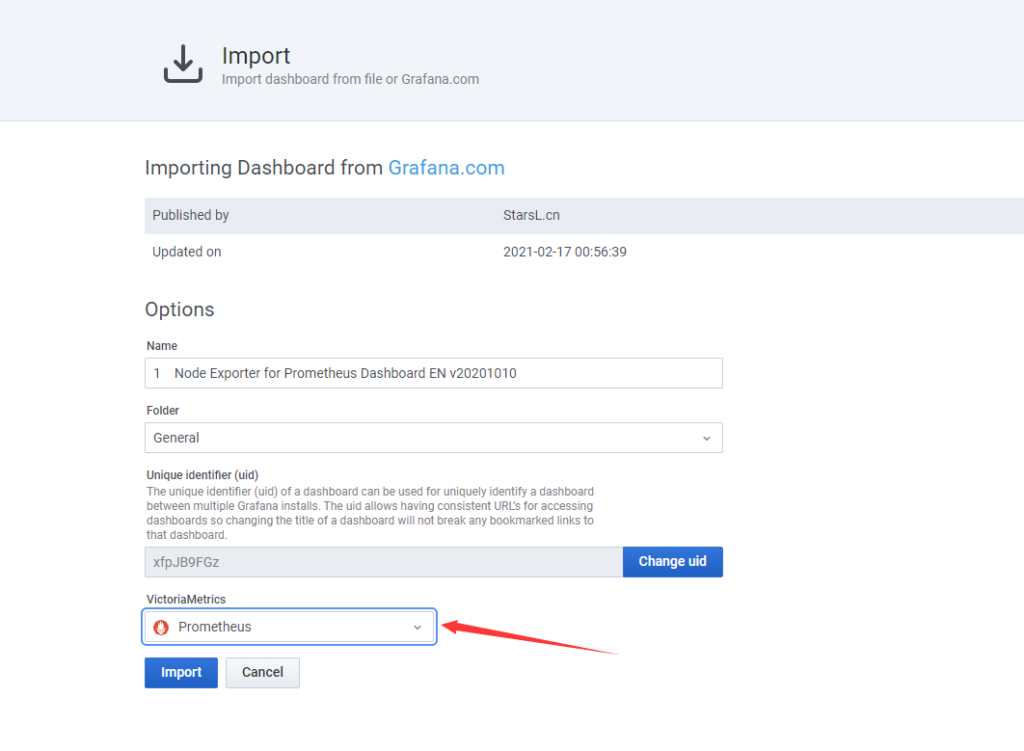 Import
Import dashboard from file or Grafana.com
Importing Dashboard from Grafana.com
Published by StarsL.cn
Updated on 2021-02-17 00:56:39
Options
Name
1 Node Exporter for Prometheus Dashboard EN v20201010
Folder
General
Unique identifier (uid)
The unique identifier (uid) of a dashboard can be used for uniquely identify a dashboard
between multiple Grafana installs. The uid allows having consistent URL's for accessing
dashboards so changing the title of a dashboard will not break any bookmarked links to
that dashboard.
xfpJB9FGz Change uid
VictoriaMetrics
Prometheus
Import Cancel